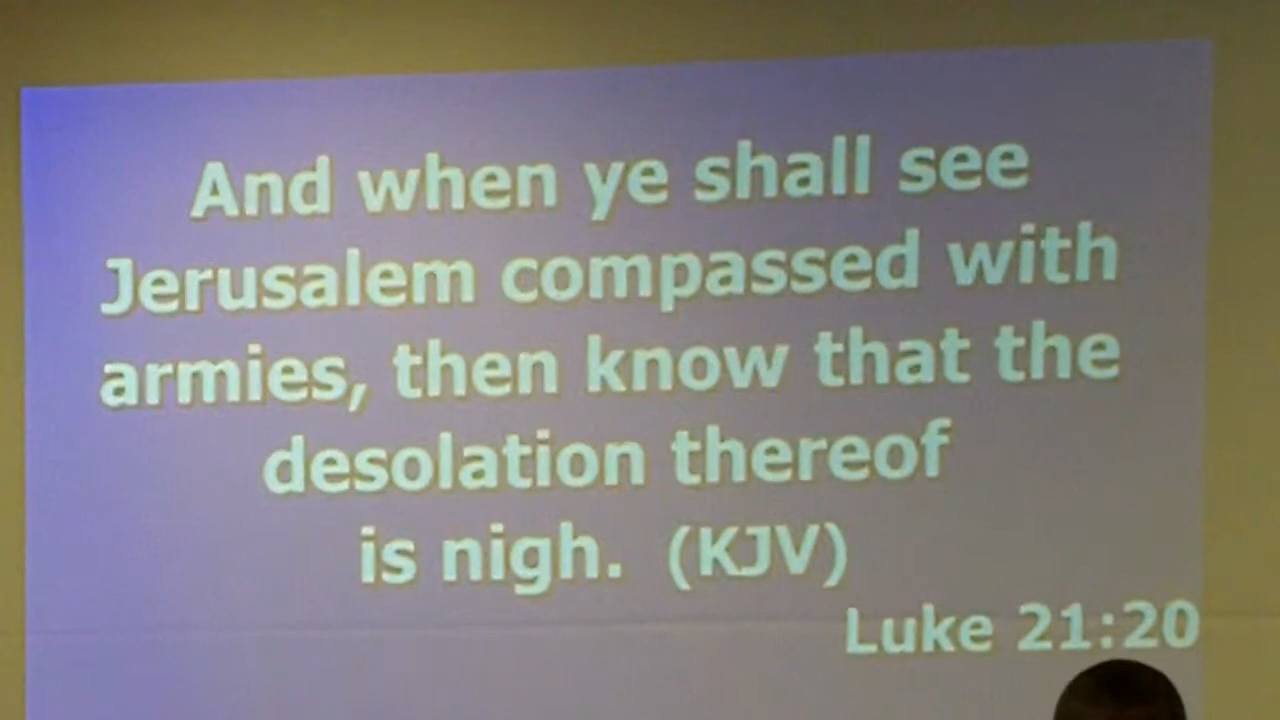 And when ye shall see
Jerusalem compassed with
armies, then know that the
desolation thereof
is nigh. (KJV)
Luke 21:20